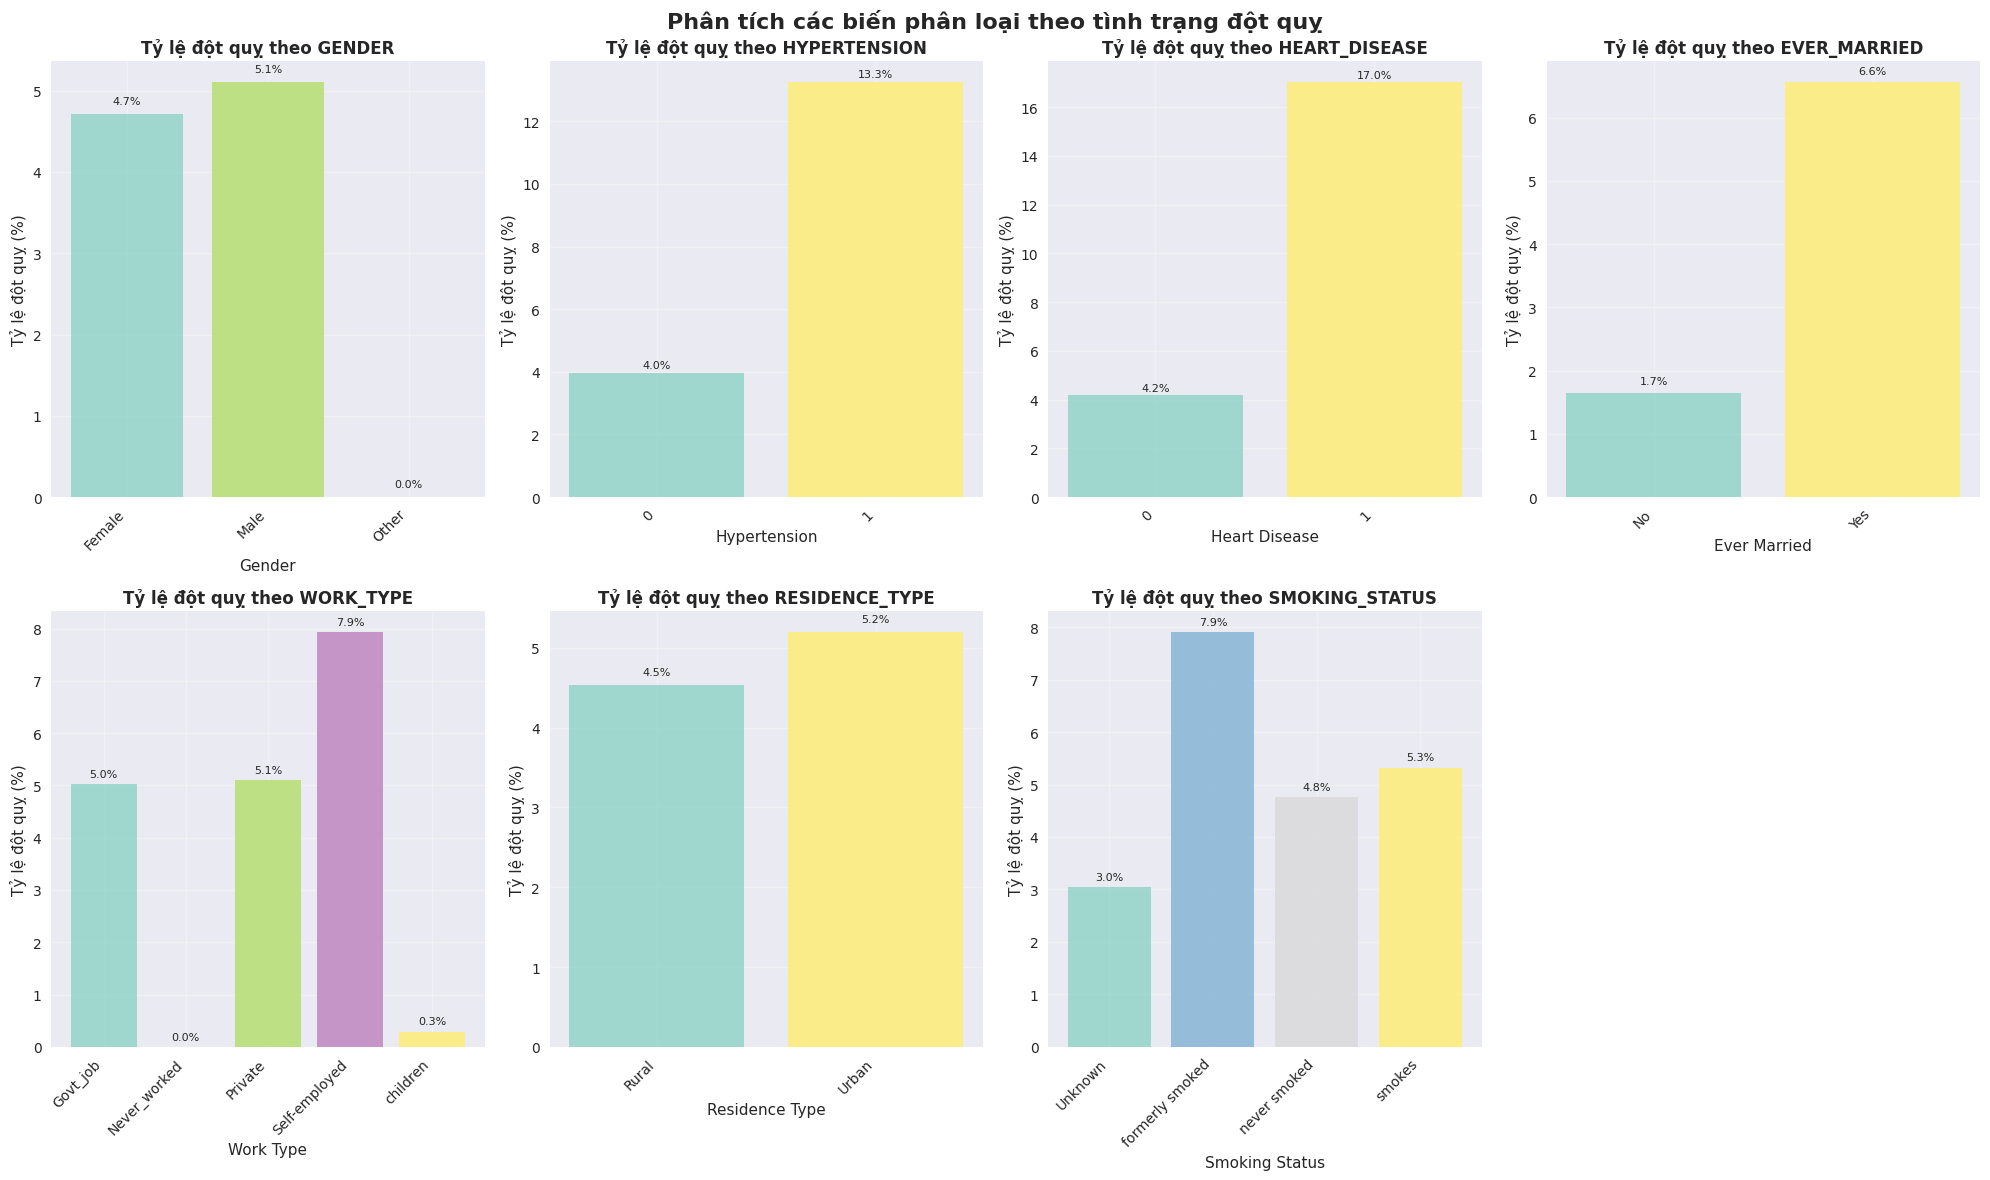 Phân tích các biến phân loại theo tình trạng đột quỵ
Tỷ lệ đột quỵ theo GENDER
Tỷ lệ đột quỵ (%)
5
4
3
2
1
0
4.7%
5.1%
0.0%
Female
Male
Other
Gender
Tỷ lệ đột quỵ theo HYPERTENSION
Tỷ lệ đột quỵ (%)
12
10
8
6
4
2
0
4.0%
13.3%
0
1
Hypertension
Tỷ lệ đột quỵ theo HEART_DISEASE
Tỷ lệ đột quỵ (%)
16
14
12
10
8
6
4
2
0
4.2%
17.0%
0
1
Heart Disease
Tỷ lệ đột quỵ theo EVER_MARRIED
Tỷ lệ đột quỵ (%)
6
5
4
3
2
1
0
1.7%
6.6%
No
Yes
Ever Married
Tỷ lệ đột quỵ theo WORK_TYPE
Tỷ lệ đột quỵ (%)
8
7
6
5
4
3
2
1
0
5.0%
0.0%
5.1%
7.9%
0.3%
Govt_job
Never_worked
Private
Self-employed
children
Work Type
Tỷ lệ đột quỵ theo RESIDENCE_TYPE
Tỷ lệ đột quỵ (%)
5
4
3
2
1
0
4.5%
5.2%
Rural
Urban
Residence Type
Tỷ lệ đột quỵ theo SMOKING_STATUS
Tỷ lệ đột quỵ (%)
8
7
6
5
4
3
2
1
0
3.0%
7.9%
4.8%
5.3%
Unknown
formerly smoked
never smoked
smokes
Smoking Status